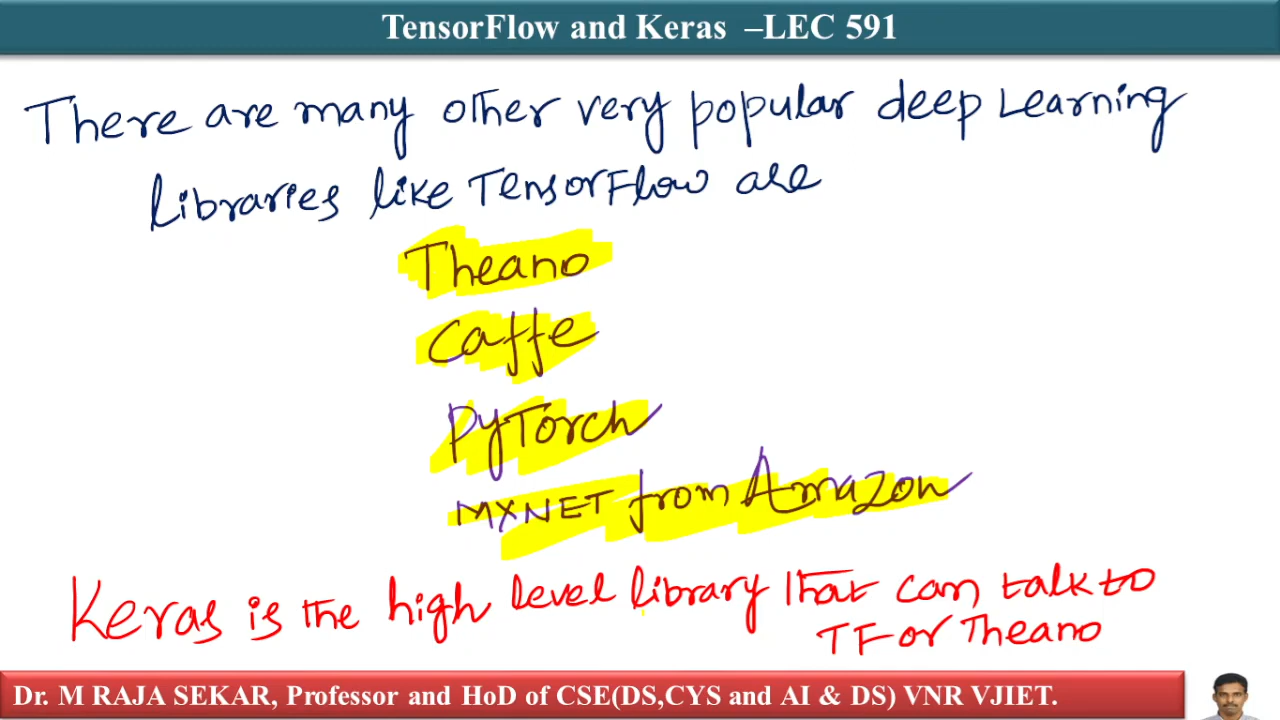 TensorFlow and Keras –LEC 591
There are many other very popular deep Learning
libraries like TensorFlow are
Theano
Caffe
PyTorch
MXNET from Amazon
Keras is the high level library that can talk to
TF or Theano
Dr. M RAJA SEKAR, Professor and HoD of CSE(DS,CYS and AI & DS) VNR VJIET.